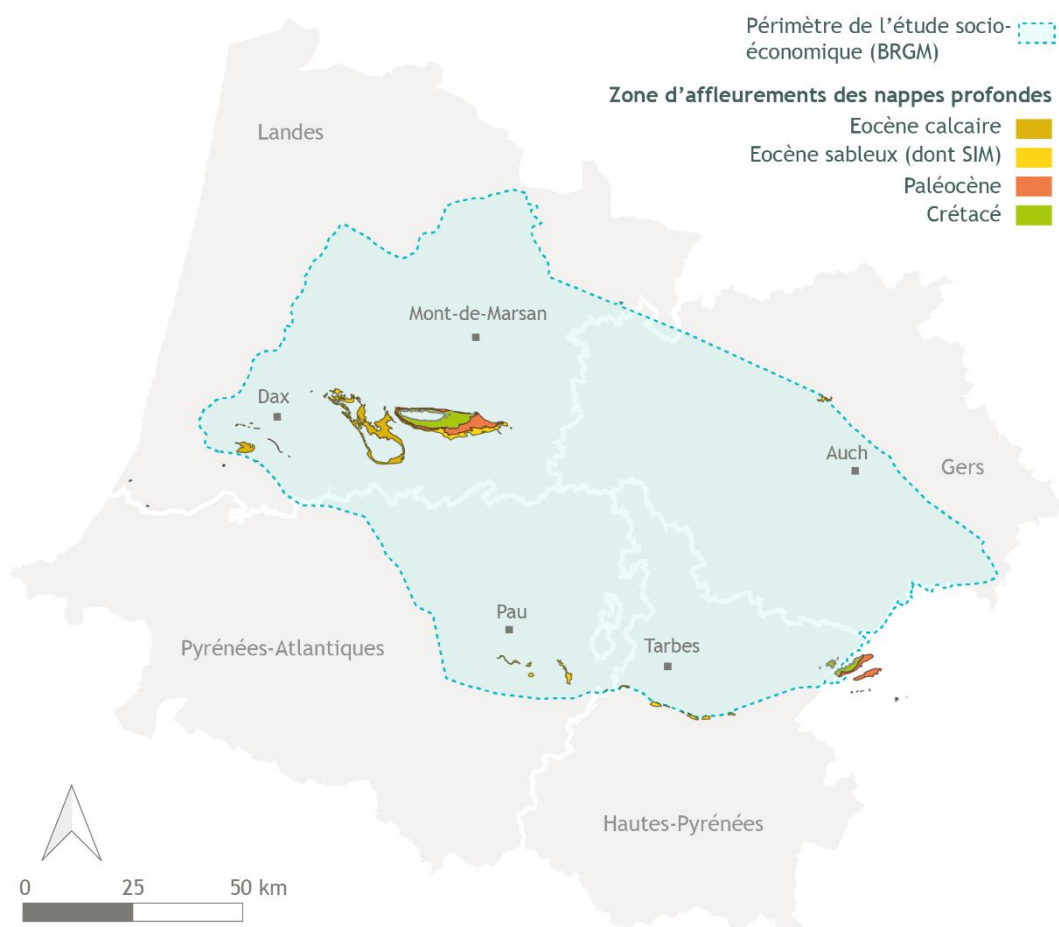 Périmètre de l'étude socio-
économique (BRGM)
Zone d'affleurements des nappes profondes
Eocène calcaire
Eocène sableux (dont SIM)
Paléocène
Crétacé
Landes
Mont-de-Marsan
Dax
Auch
Gers
Pau
Tarbes
Pyrénées-Atlantiques
Hautes-Pyrénées
0 25 50 km